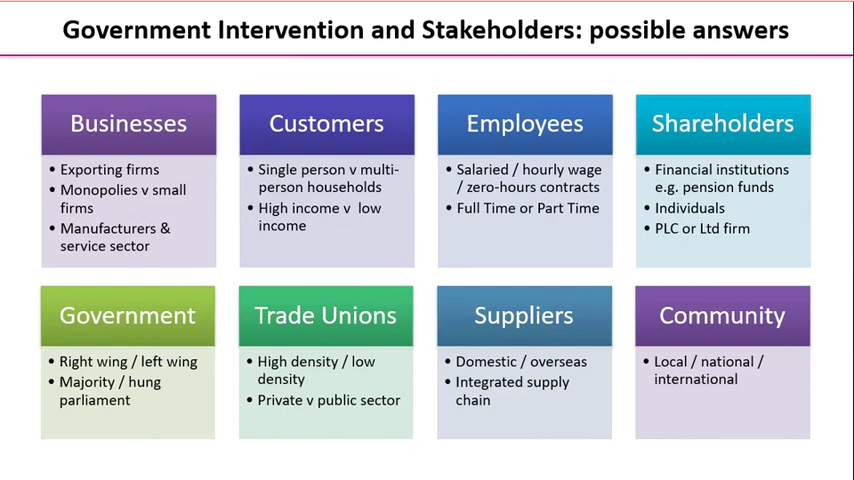 Government Intervention and Stakeholders: possible answers
Businesses
• Exporting firms
• Monopolies v small
firms
• Manufacturers &
service sector
Customers
• Single person v multi-
person households
• High income v low
income
Employees
• Salaried / hourly wage
/ zero-hours contracts
• Full Time or Part Time
Shareholders
• Financial institutions
e.g. pension funds
• Individuals
• PLC or Ltd firm
Government
• Right wing / left wing
• Majority / hung
parliament
Trade Unions
• High density / low
density
• Private v public sector
Suppliers
• Domestic / overseas
• Integrated supply
chain
Community
• Local / national /
international